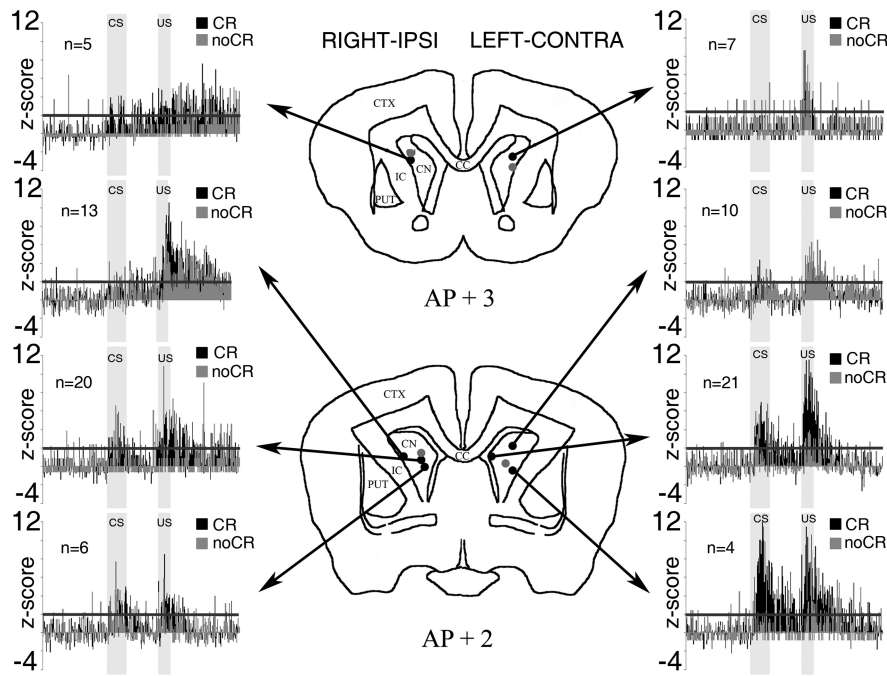 12
z-score
-4
n=5
CS
US
CR
noCR
12
z-score
-4
n=13
CS
US
CR
noCR
12
z-score
-4
n=20
CS
US
CR
noCR
12
z-score
-4
n=6
CS
US
CR
noCR
RIGHT-IPSI LEFT-CONTRA
CTX
CC
CN
IC
PUT
AP + 3
CTX
CN
CC
IC
PUT
AP + 2
12
z-score
-4
n=7
CS
US
CR
noCR
12
z-score
-4
n=10
CS
US
CR
noCR
12
z-score
-4
n=21
CS
US
CR
noCR
12
z-score
-4
n=4
CS
US
CR
noCR